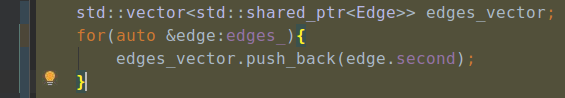 std::vector<std::shared_ptr<Edge>> edges_vector;
for(auto &edge:edges_){
edges_vector.push_back(edge.second);
}